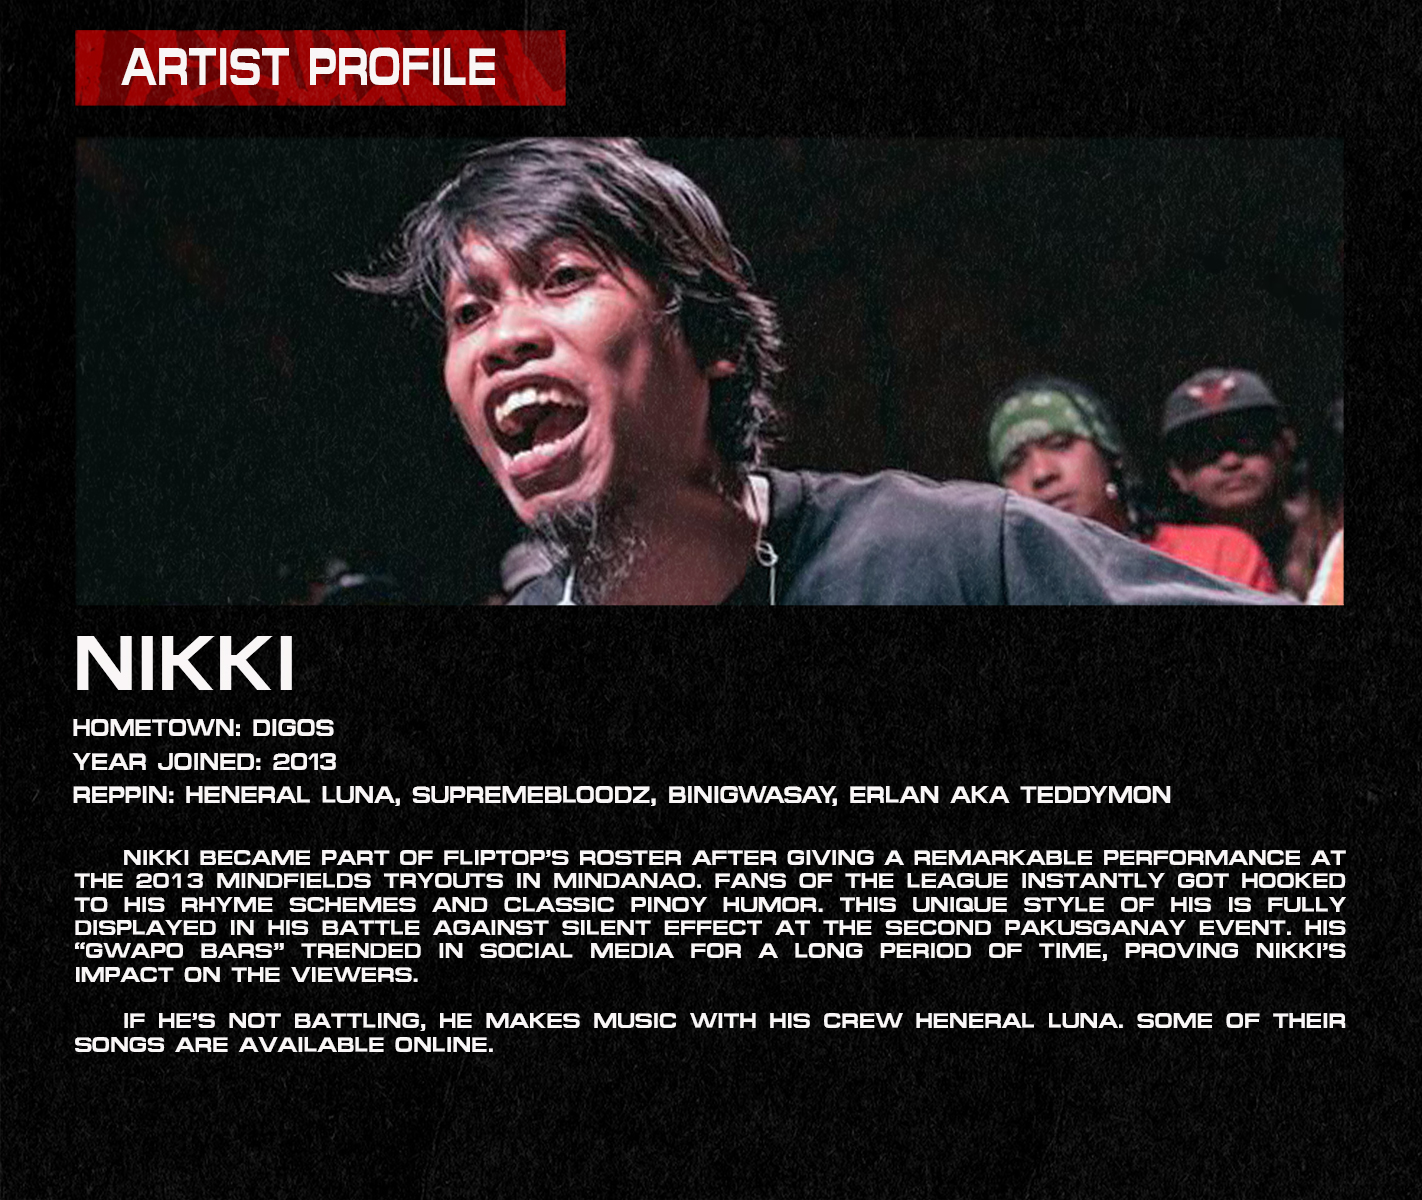 ARTIST PROFILE
NIKKI
HOMETOWN: DIGOS
YEAR JOINED: 2013
REPPIN: HENERAL LUNA, SUPREMEBLOODZ, BINIGWASAY, ERLAN AKA TEDDYMON
NIKKI BECAME PART OF FLIPTOP'S ROSTER AFTER GIVING A REMARKABLE PERFORMANCE AT
THE 2013 MINDFIELDS TRYOUTS IN MINDANAO. FANS OF THE LEAGUE INSTANTLY GOT HOOKED
TO HIS RHYME SCHEMES AND CLASSIC PINOY HUMOR. THIS UNIQUE STYLE OF HIS IS FULLY
DISPLAYED IN HIS BATTLE AGAINST SILENT EFFECT AT THE SECOND PAKUSGANAY EVENT. HIS
“GWAPO BARS” TRENDED IN SOCIAL MEDIA FOR A LONG PERIOD OF TIME, PROVING NIKKI'S
IMPACT ON THE VIEWERS.
IF HE'S NOT BATTLING, HE MAKES MUSIC WITH HIS CREW HENERAL LUNA. SOME OF THEIR
SONGS ARE AVAILABLE ONLINE.